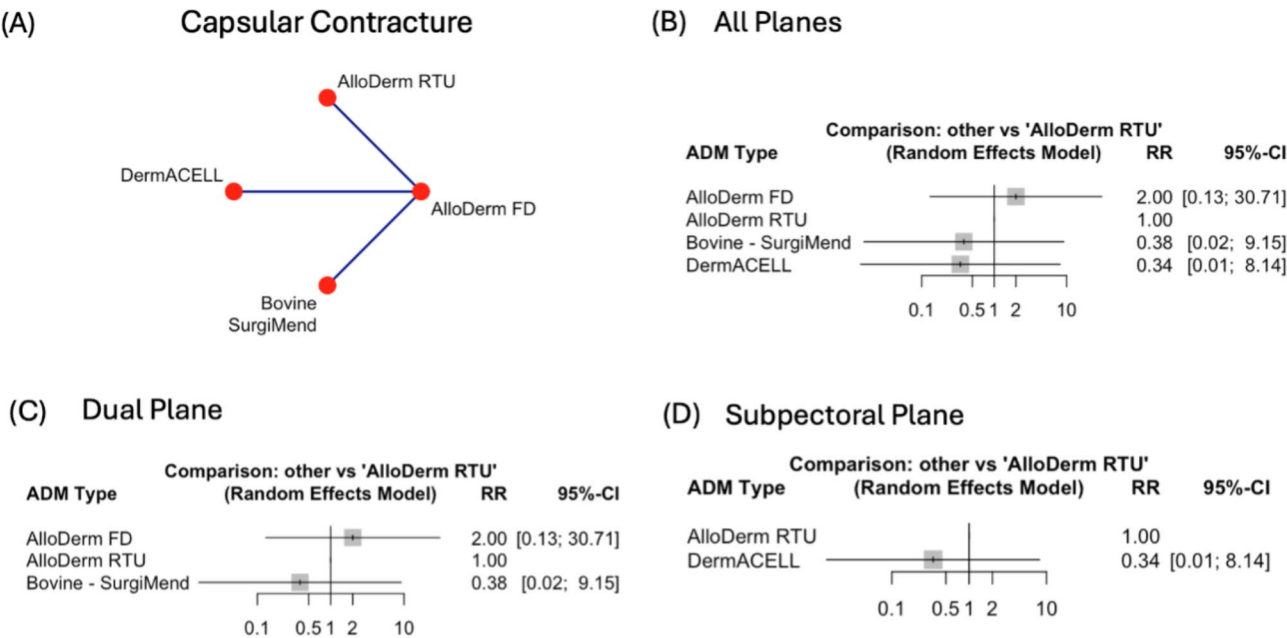 (A) Capsular Contracture
AlloDerm RTU
DermACELL
AlloDerm FD
Bovine
SurgiMend
(B) All Planes
Comparison: other vs 'AlloDerm RTU'
ADM Type (Random Effects Model) RR 95%-CI
AlloDerm FD 2.00 [0.13; 30.71]
AlloDerm RTU 1.00
Bovine - SurgiMend 0.38 [0.02; 9.15]
DermACELL 0.34 [0.01; 8.14]
0.1 0.5 1 2 10
(C) Dual Plane
Comparison: other vs 'AlloDerm RTU'
ADM Type (Random Effects Model) RR 95%-CI
AlloDerm FD 2.00 [0.13; 30.71]
AlloDerm RTU 1.00
Bovine - SurgiMend 0.38 [0.02; 9.15]
0.1 0.5 1 2 10
(D) Subpectoral Plane
Comparison: other vs 'AlloDerm RTU'
ADM Type (Random Effects Model) RR 95%-CI
AlloDerm RTU 1.00
DermACELL 0.34 [0.01; 8.14]
0.1 0.5 1 2 10